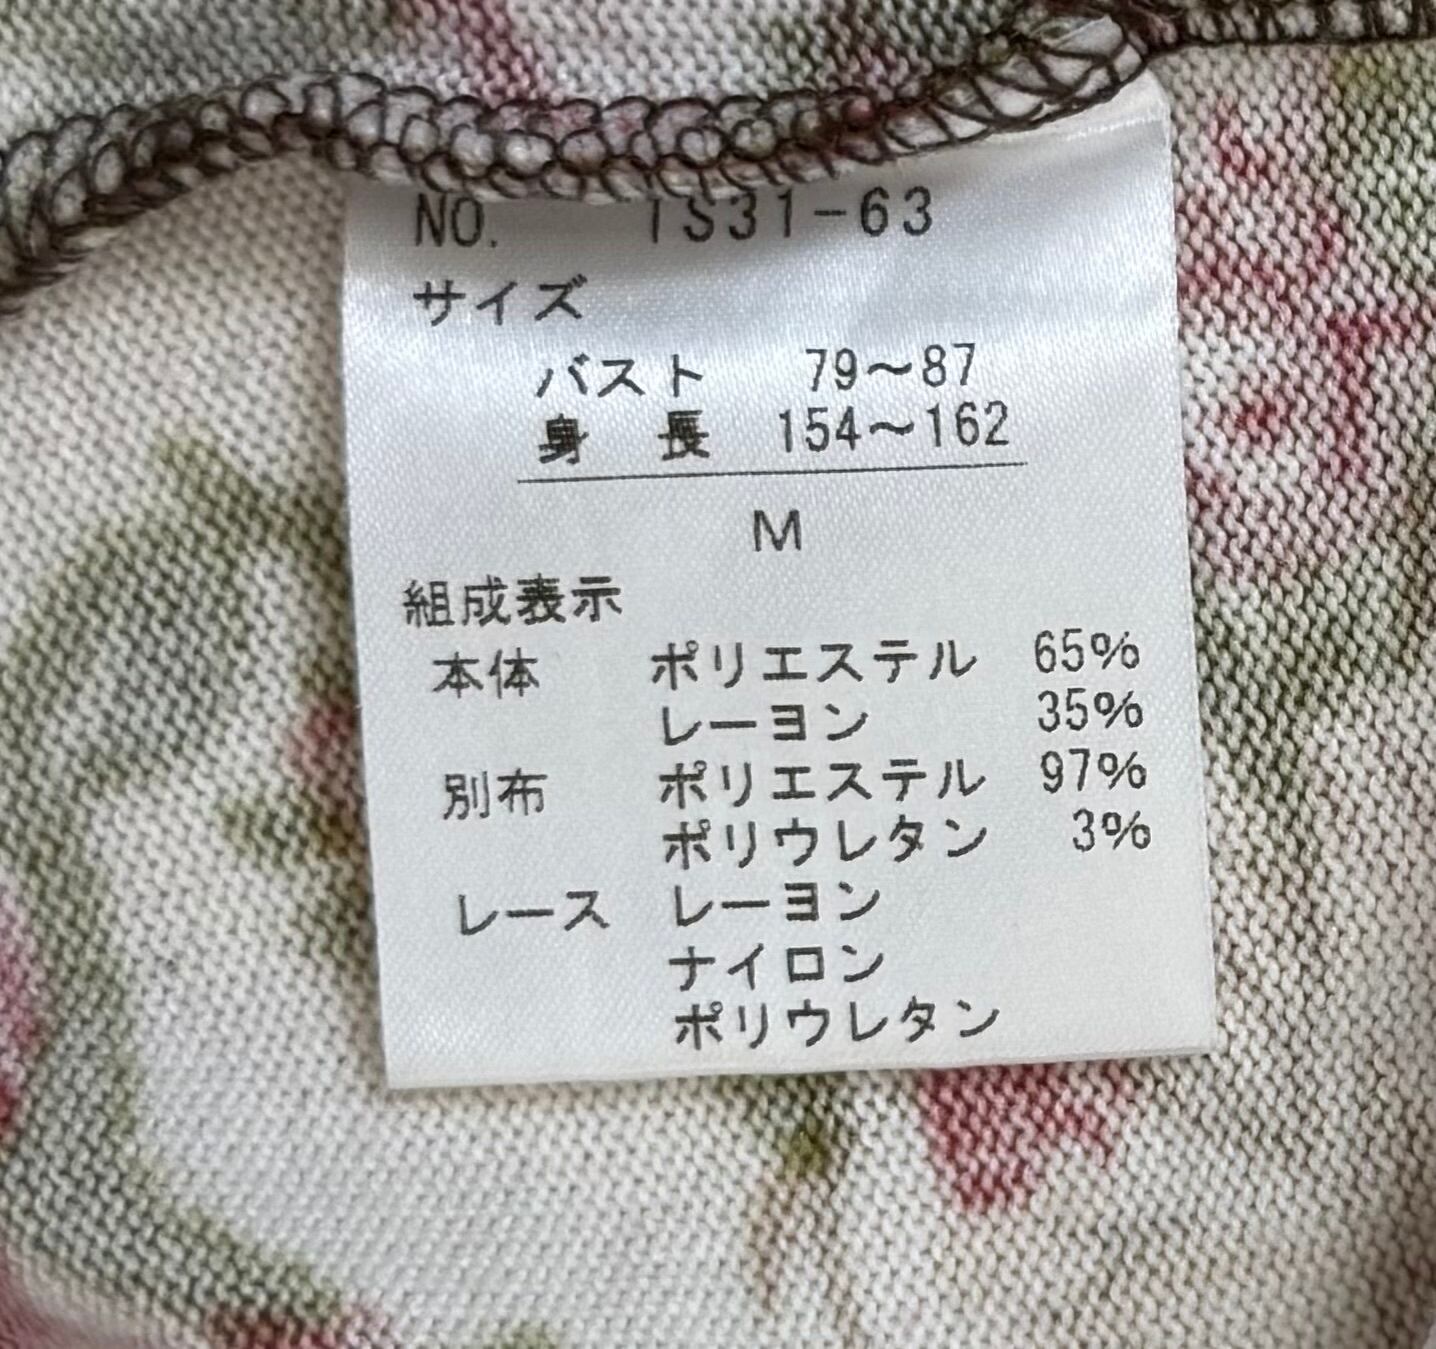 NO. TS31-63
サイズ
バスト 79〜87
身 長 154〜162
M
組成表示
本体 ポリエステル 65%
レーヨン 35%
別布 ポリエステル 97%
ポリウレタン 3%
レース レーヨン
ナイロン
ポリウレタン